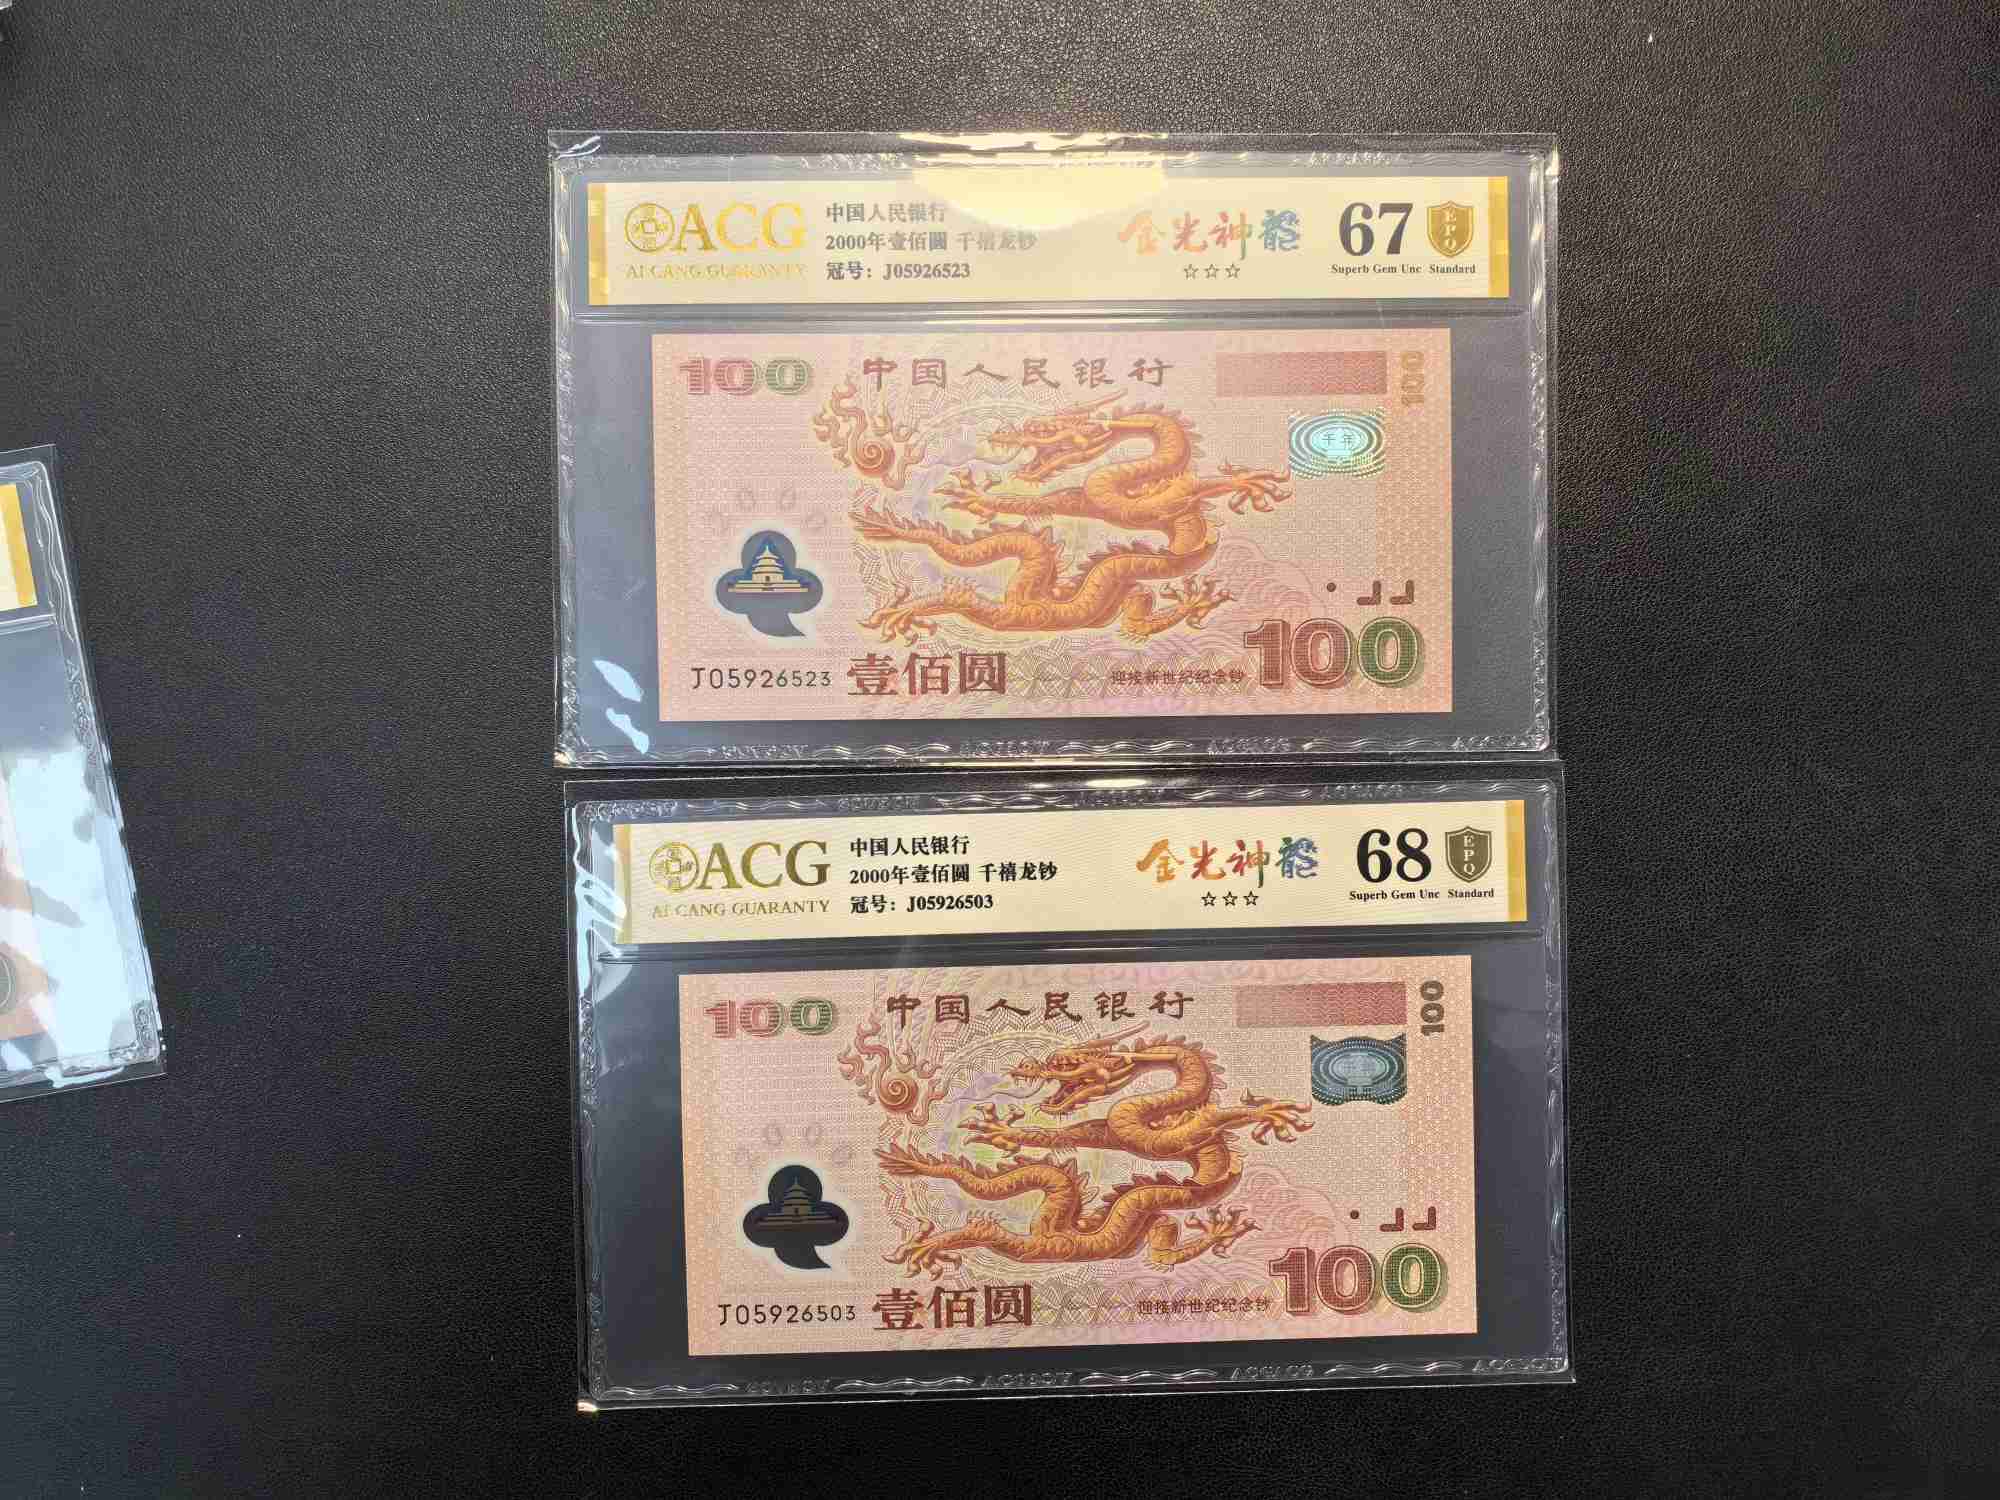 ACG
AI CANG GUARANTY
中国人民银行
2000年壹佰圆 千禧龙钞
冠号：J05926523
金光神龍
☆☆☆
67
EPQ
Superb Gem Unc Standard
100
中国人民银行
100
千年
J05926523
壹佰圆
迎接新世纪纪念钞
100
ACG
AI CANG GUARANTY
中国人民银行
2000年壹佰圆 千禧龙钞
冠号：J05926503
金光神龍
☆☆☆
68
EPQ
Superb Gem Unc Standard
100
中国人民银行
100
J05926503
壹佰圆
迎接新世纪纪念钞
100